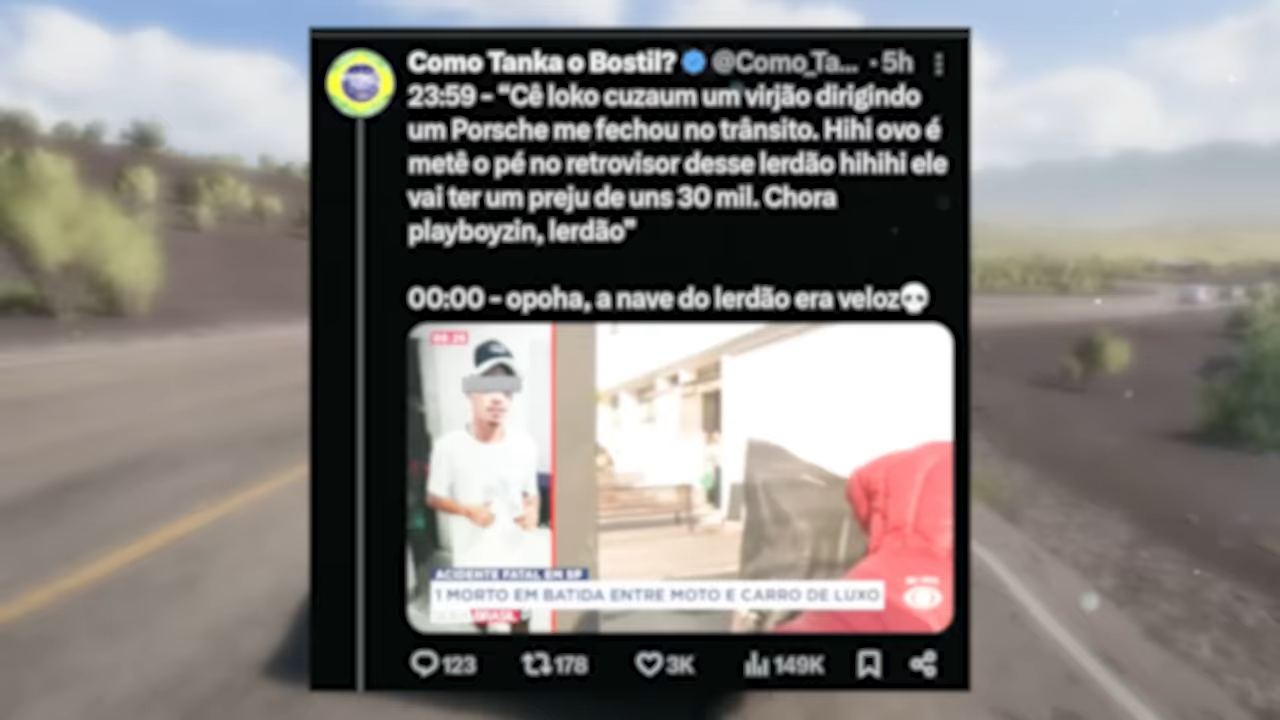 Como Tanka o Bostil? @Como_Ta... · 5h
23:59 - "Cê loko cuzaum um virjão dirigindo
um Porsche me fechou no trânsito. Hihi ovo é
metê o pé no retrovisor desse lerdão hihihi ele
vai ter um preju de uns 30 mil. Chora
playboyzin, lerdão"
00:00 - opoha, a nave do lerdão era veloz💀
ACIDENTE FATAL EM SP
1 MORTO EM BATIDA ENTRE MOTO E CARRO DE LUXO
BRASIL
123 178 3K 149K